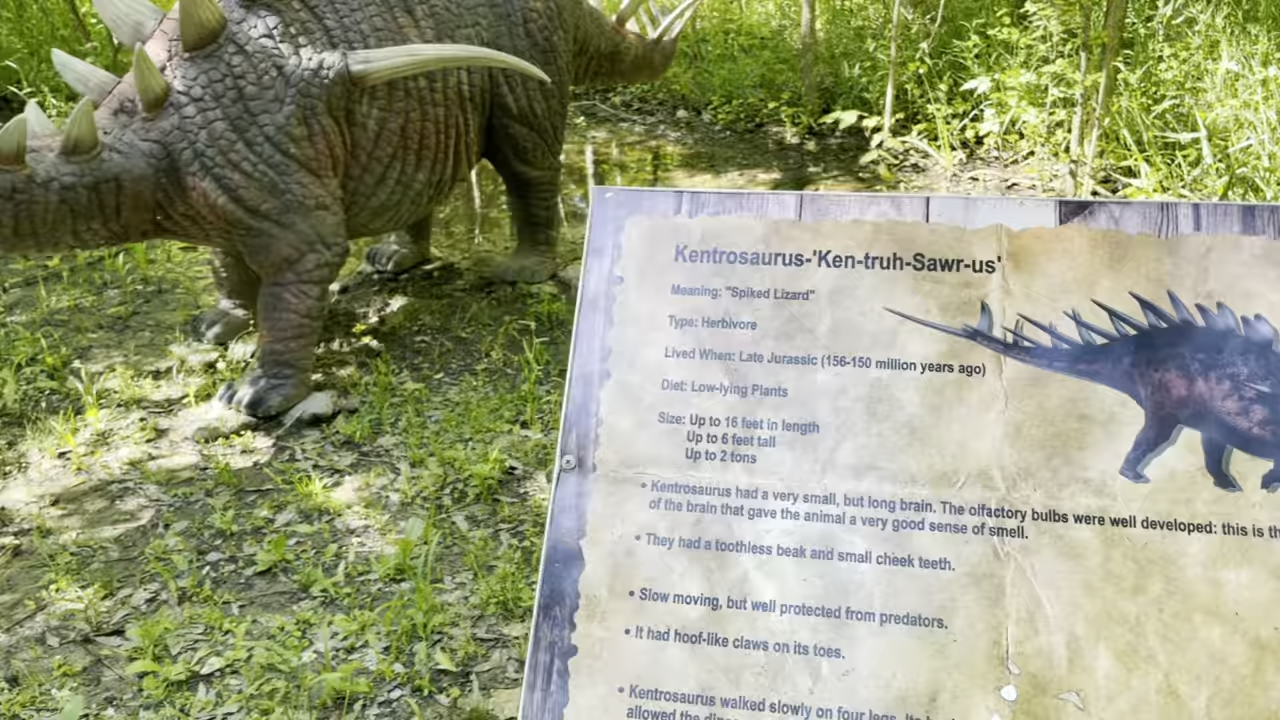 Kentrosaurus-'Ken-truh-Sawr-us'
Meaning: "Spiked Lizard"
Type: Herbivore
Lived When: Late Jurassic (156-150 million years ago)
Diet: Low-lying Plants
Size: Up to 16 feet in length
Up to 6 feet tall
Up to 2 tons
• Kentrosaurus had a very small, but long brain. The olfactory bulbs were well developed: this is
of the brain that gave the animal a very good sense of smell.
• They had a toothless beak and small cheek teeth.
• Slow moving, but well protected from predators.
• It had hoof-like claws on its toes.
• Kentrosaurus walked slowly on four legs.
allowed the